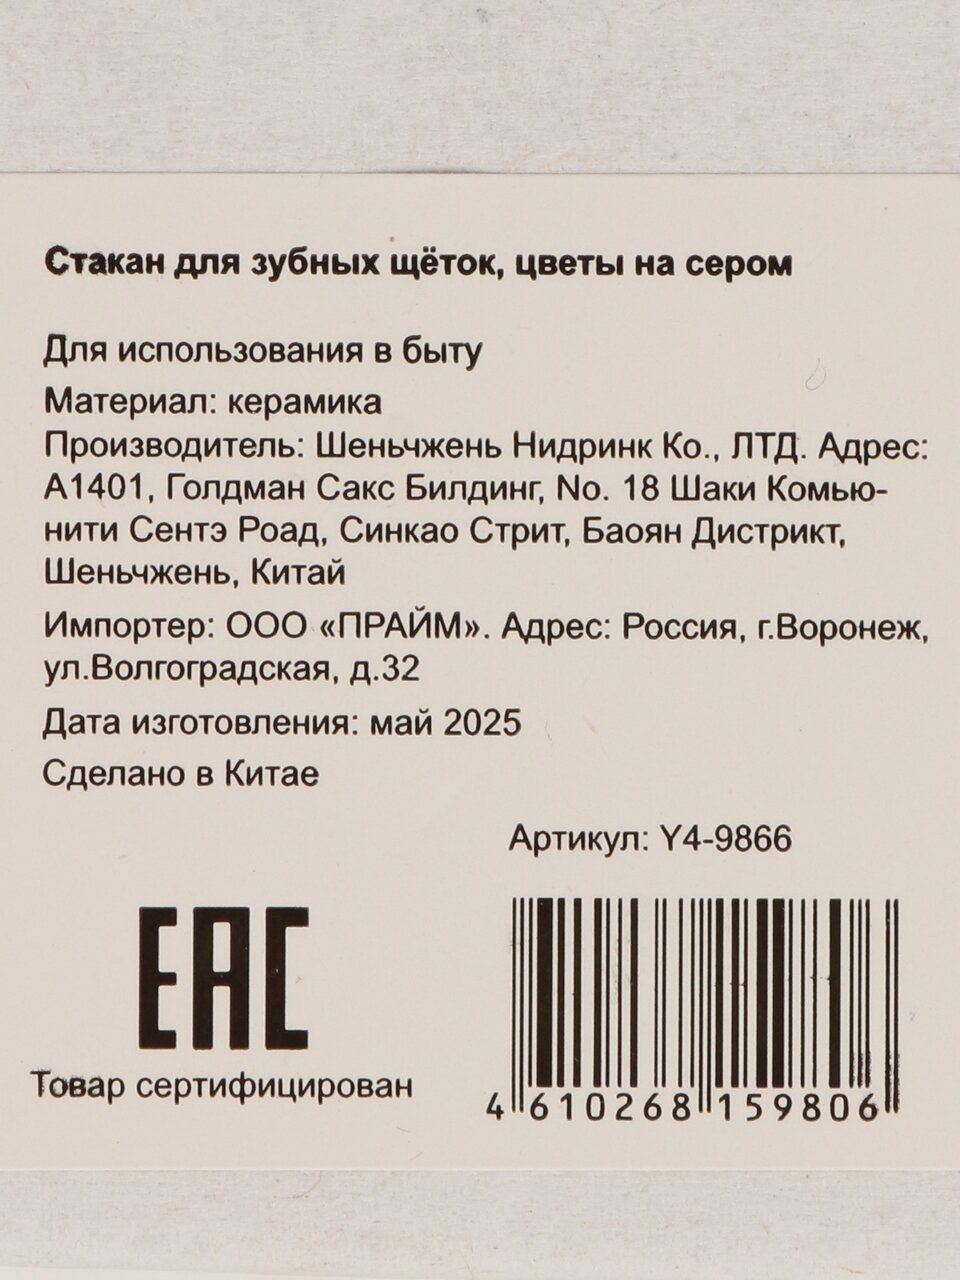 Стакан для зубных щёток, цветы на сером
Для использования в быту
Материал: керамика
Производитель: Шеньчжень Нидринк Ко., ЛТД. Адрес:
А1401, Голдман Сакс Билдинг, No. 18 Шаки Комью-
нити Сентэ Роад, Синкао Стрит, Баоян Дистрикт,
Шеньчжень, Китай
Импортер: ООО «ПРАЙМ». Адрес: Россия, г.Воронеж,
ул.Волгоградская, д.32
Дата изготовления: май 2025
Сделано в Китае
Артикул: Y4-9866
EAC
Товар сертифицирован
4 610268 159806